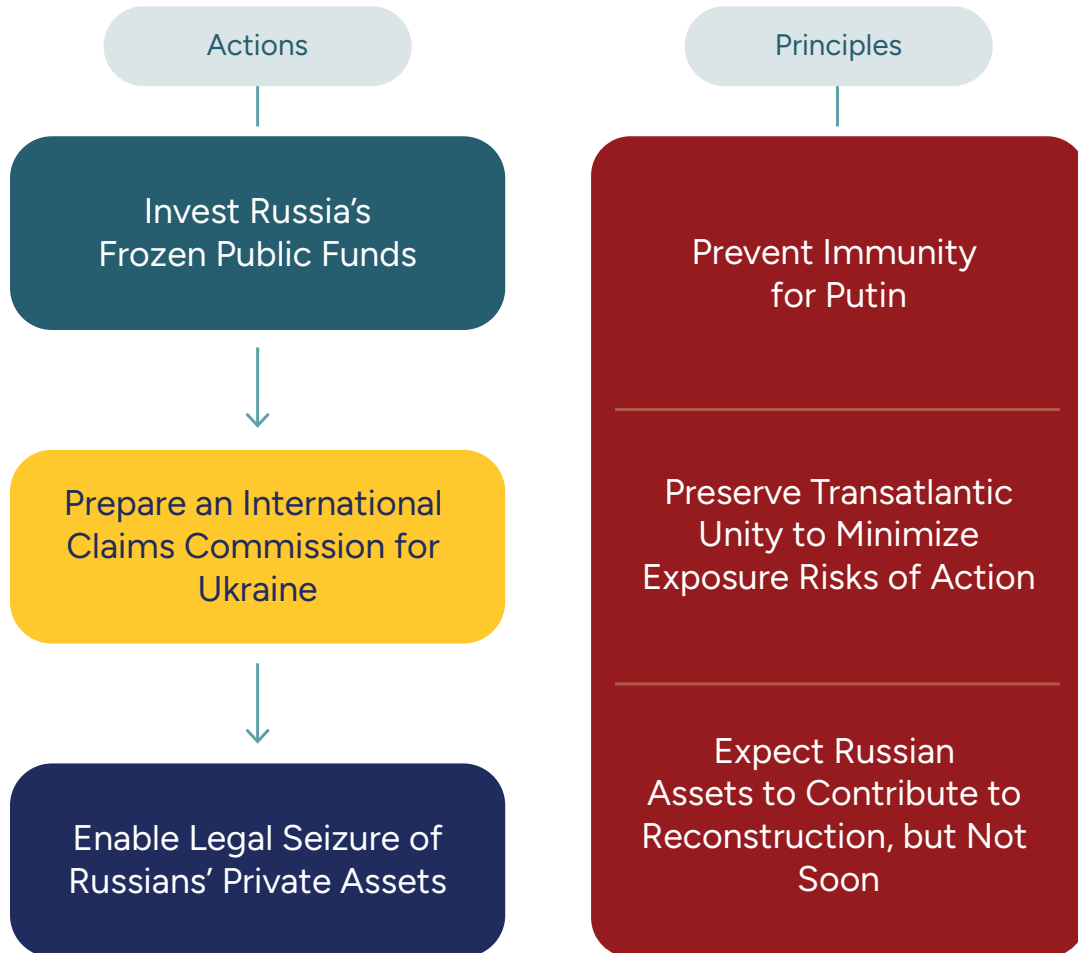 Actions
Invest Russia’s
Frozen Public Funds
Prepare an International
Claims Commission for
Ukraine
Enable Legal Seizure of
Russians’ Private Assets
Principles
Prevent Immunity
for Putin
Preserve Transatlantic
Unity to Minimize
Exposure Risks of Action
Expect Russian
Assets to Contribute to
Reconstruction, but Not
Soon